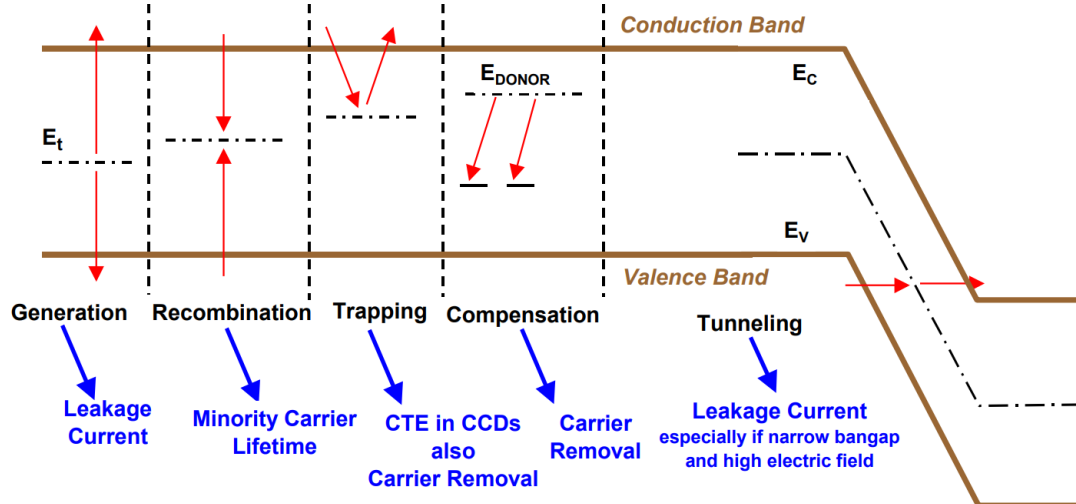 Conduction Band
E_DONOR
E_C
E_t
E_V
Valence Band
Generation
Recombination
Trapping
Compensation
Tunneling
Leakage
Current
Minority Carrier
Lifetime
CTE in CCDs
also
Carrier Removal
Carrier
Removal
Leakage Current
especially if narrow bangap
and high electric field